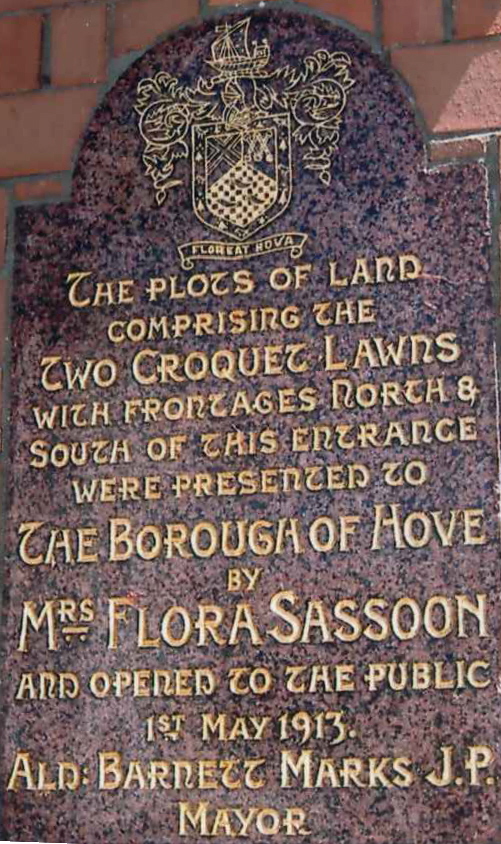 FLOREAT HOVA
THE PLOTS OF LAND
COMPRISING THE
TWO CROQUET LAWNS
WITH FRONTAGES NORTH &
SOUTH OF THIS ENTRANCE
WERE PRESENTED TO
THE BOROUGH OF HOVE
BY
MRS FLORA SASSOON
AND OPENED TO THE PUBLIC
1ST MAY 1913.
ALD: BARNETT MARKS J.P.
MAYOR